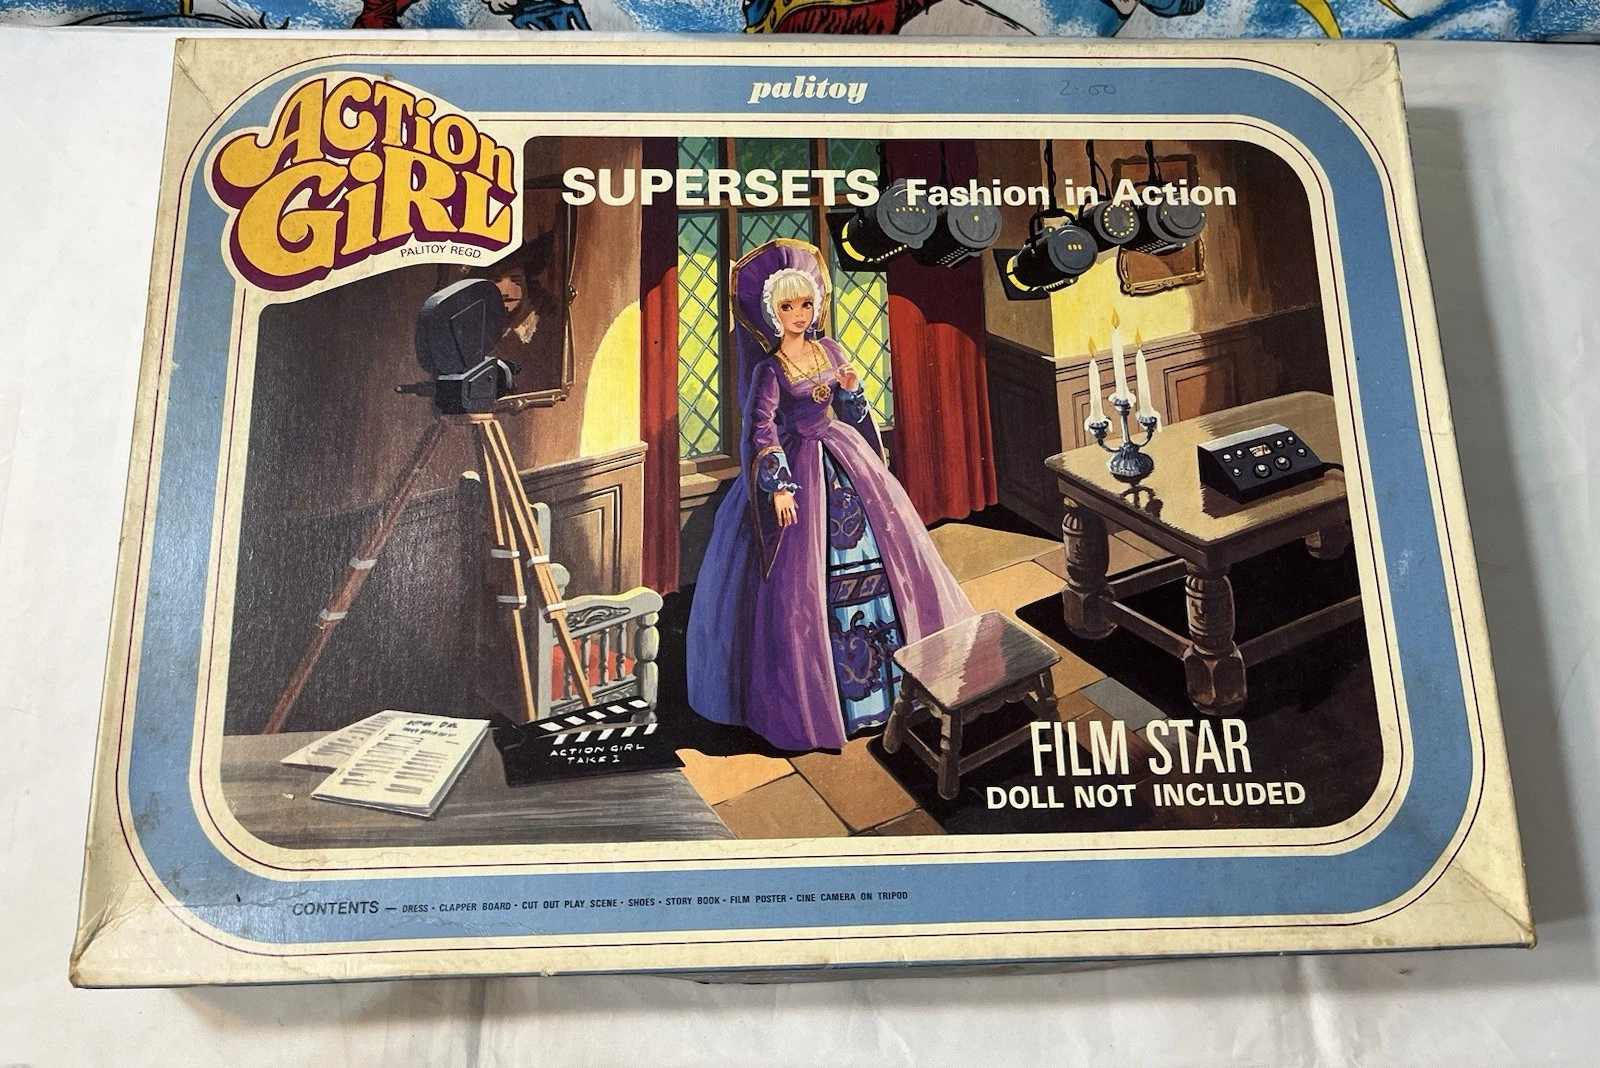 palitoy
2-00
ACTION
GIRL
PALITOY REGD
SUPERSETS Fashion in Action
ACTION GIRL
TAKE 1
FILM STAR
DOLL NOT INCLUDED
CONTENTS – DRESS · CLAPPER BOARD · CUT OUT PLAY SCENE · SHOES · STORY BOOK · FILM POSTER · CINE CAMERA ON TRIPOD